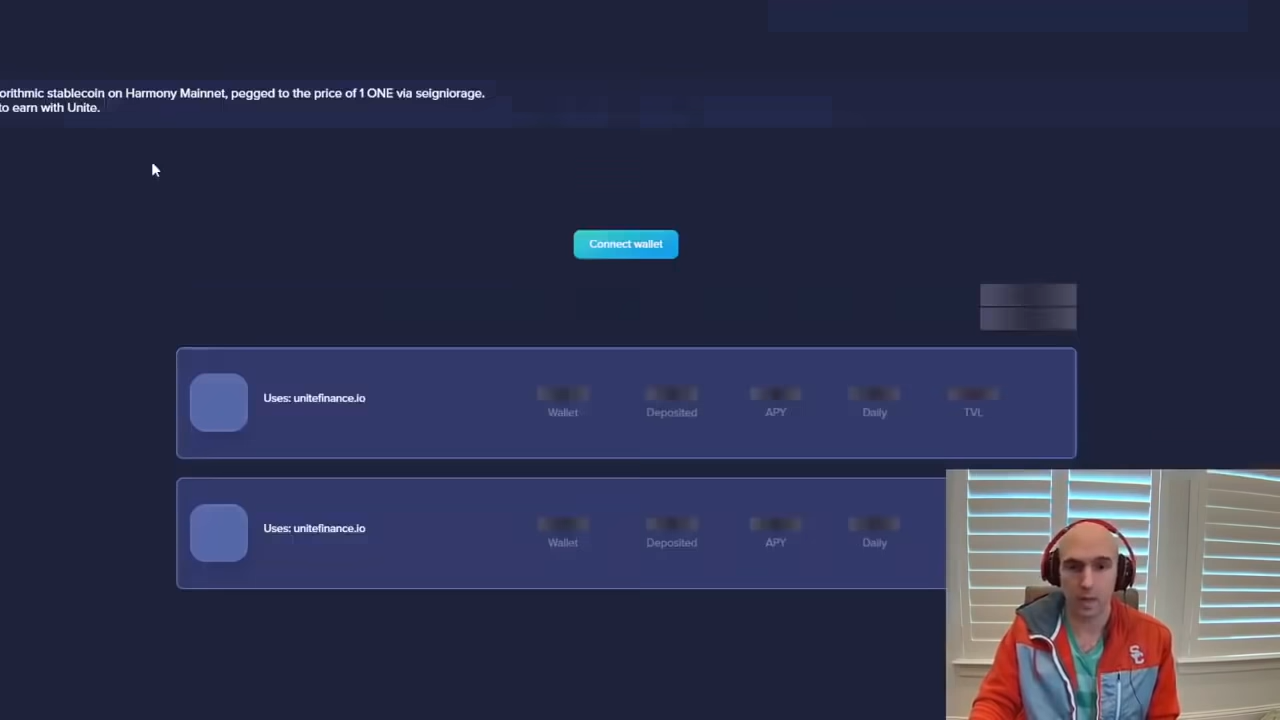 orithmic stablecoin on Harmony Mainnet, pegged to the price of 1 ONE via seigniorage.
to earn with Unite.
Connect wallet
Uses: unitefinance.io
Wallet Deposited APY Daily TVL
Uses: unitefinance.io
Wallet Deposited APY Daily
SC